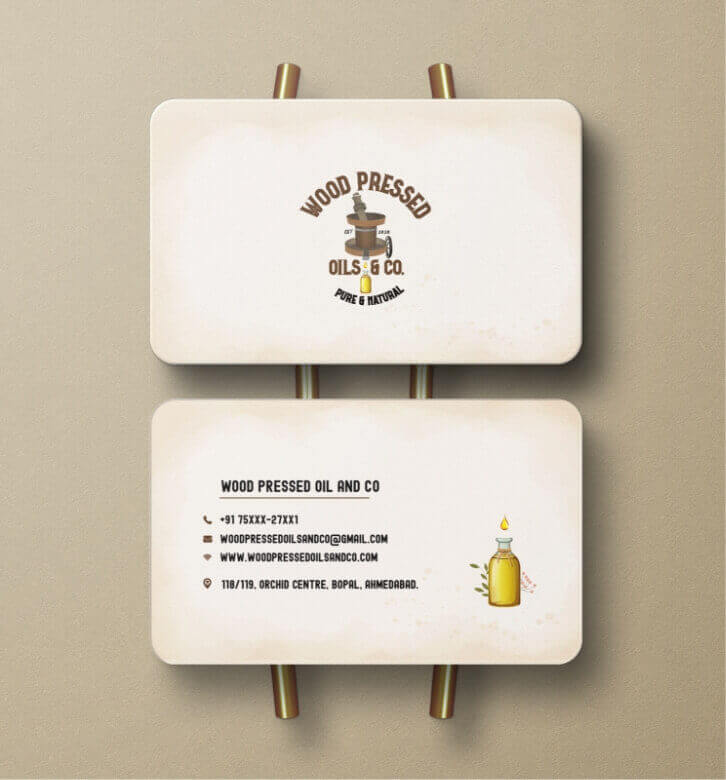 WOOD PRESSED
EST
OILS & CO.
PURE & NATURAL
WOOD PRESSED OIL AND CO
+91 75XXX-27XX1
WOODPRESSEDOILSANDCO@GMAIL.COM
WWW.WOODPRESSEDOILSANDCO.COM
118/119, ORCHID CENTRE, BOPAL, AHMEDABAD.